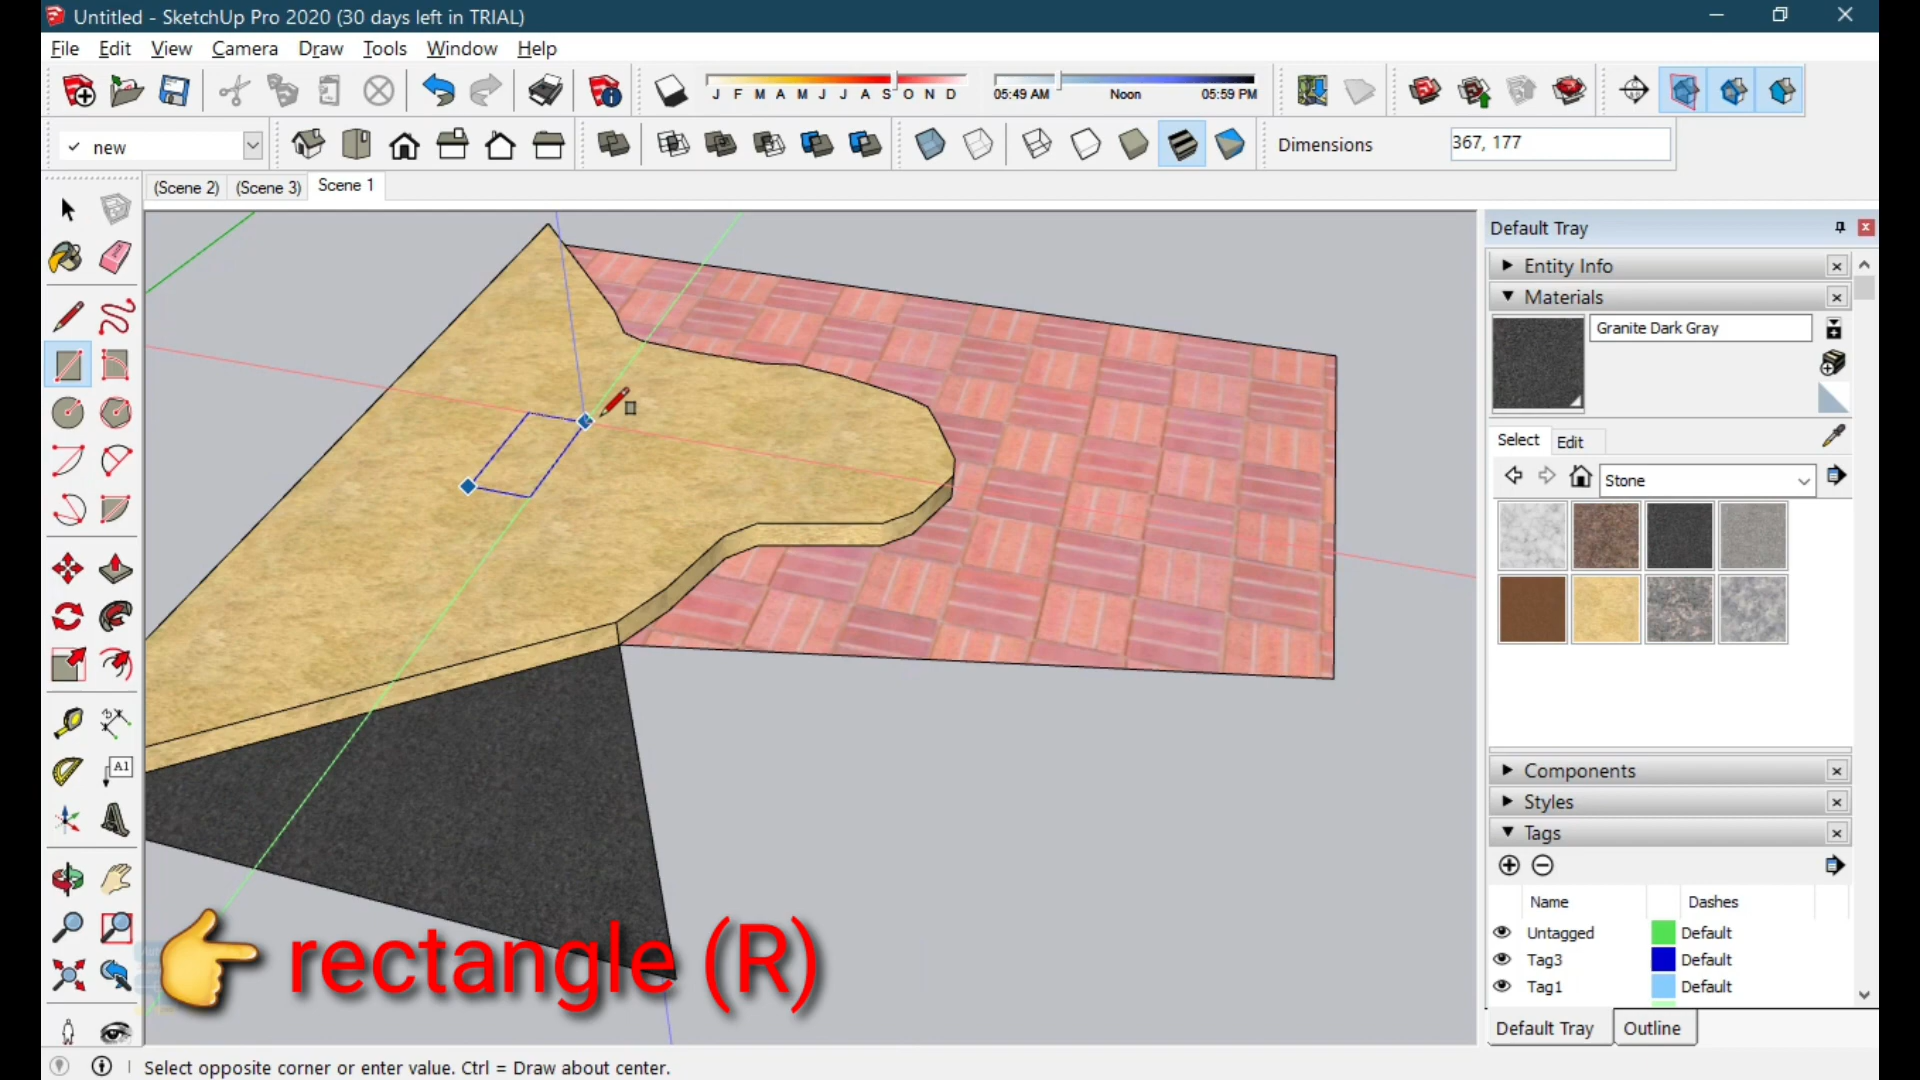 Untitled - SketchUp Pro 2020 (30 days left in TRIAL)
File Edit View Camera Draw Tools Window Help
J F M A M J J A S O N D
05:49 AM Noon 05:59 PM
new
Dimensions 367, 177
(Scene 2) (Scene 3) Scene 1
Default Tray
Entity Info
Materials
Granite Dark Gray
Select Edit
Stone
A1
Components
Styles
Tags
Name Dashes
Untagged Default
Tag3 Default
Tag1 Default
rectangle (R)
Default Tray Outline
Select opposite corner or enter value. Ctrl = Draw about center.